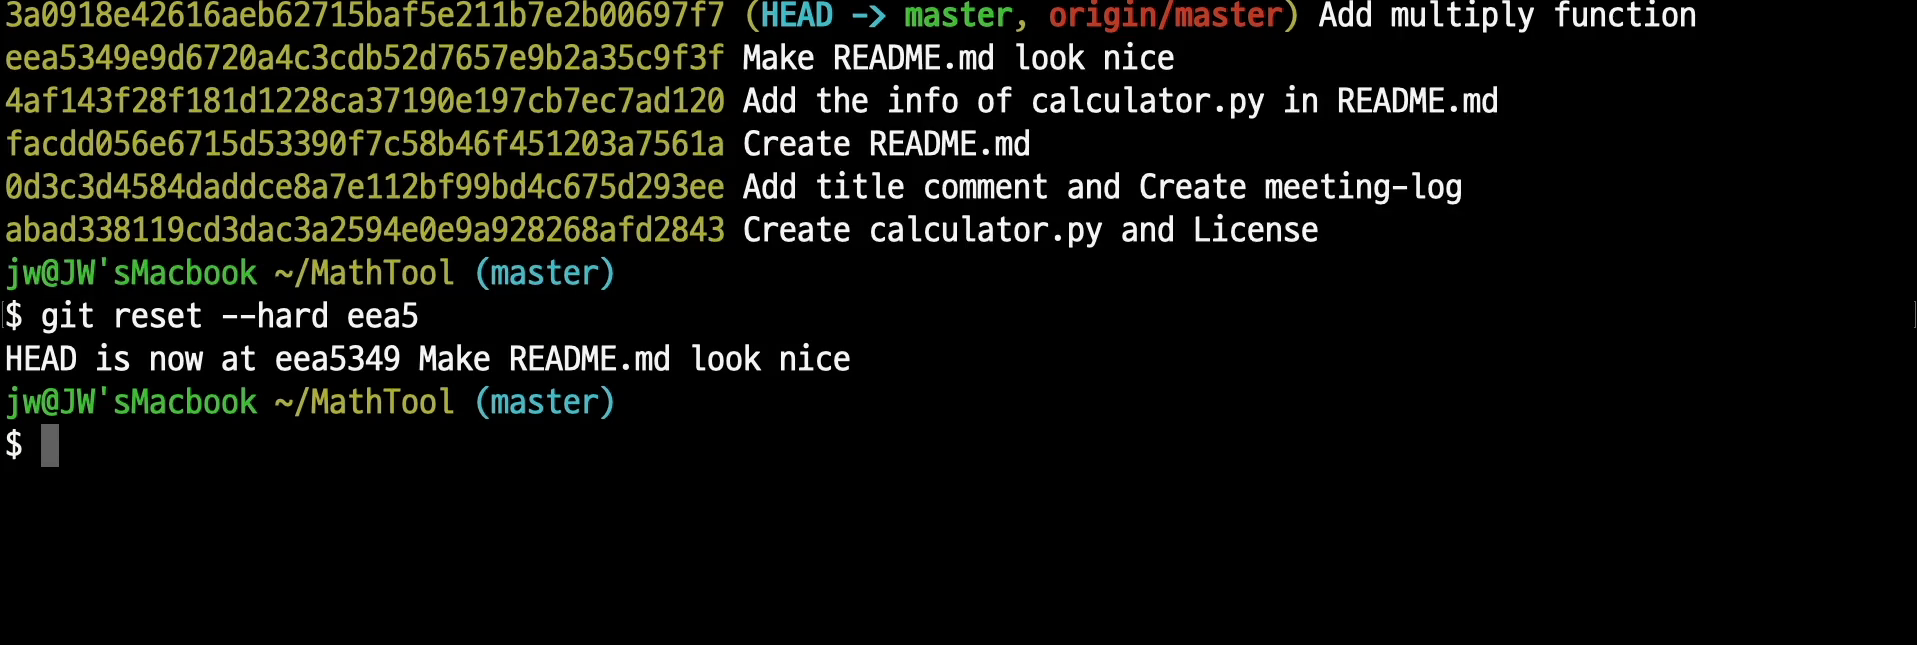 3a0918e42616aeb62715baf5e211b7e2b00697f7 (HEAD -> master, origin/master) Add multiply function
eea5349e9d6720a4c3cdb52d7657e9b2a35c9f3f Make README.md look nice
4af143f28f181d1228ca37190e197cb7ec7ad120 Add the info of calculator.py in README.md
facdd056e6715d53390f7c58b46f451203a7561a Create README.md
0d3c3d4584daddce8a7e112bf99bd4c675d293ee Add title comment and Create meeting-log
abad338119cd3dac3a2594e0e9a928268afd2843 Create calculator.py and License
jw@JW'sMacbook ~/MathTool (master)
$ git reset --hard eea5
HEAD is now at eea5349 Make README.md look nice
jw@JW'sMacbook ~/MathTool (master)
$